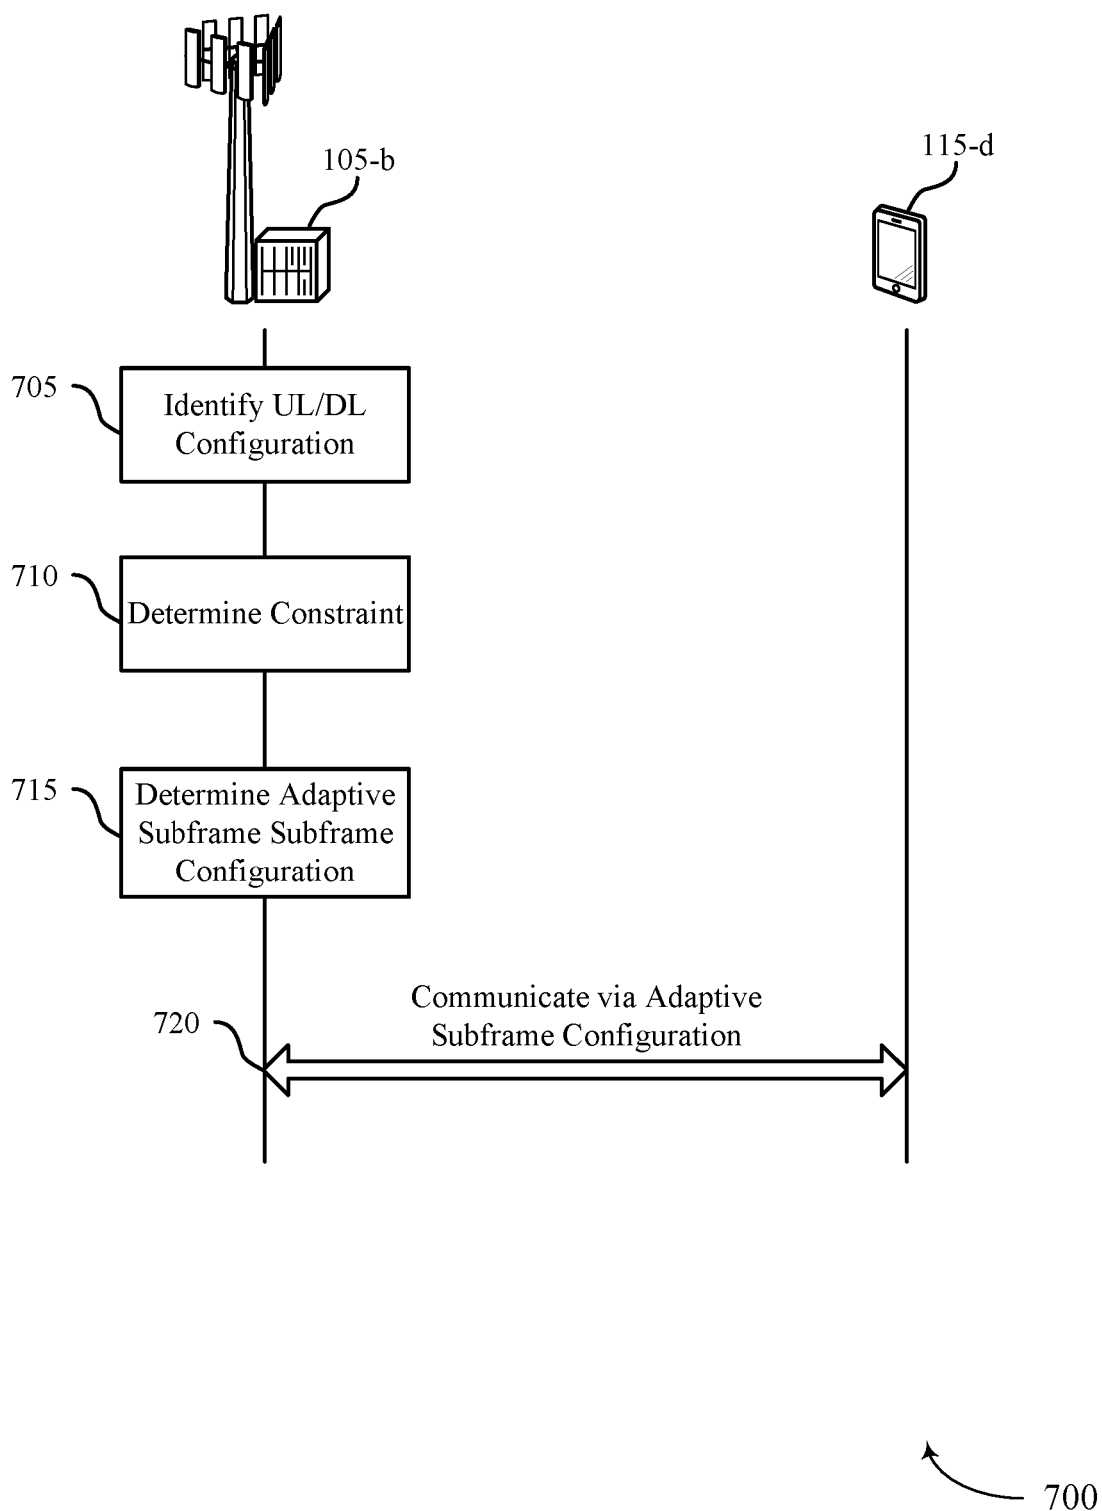 105-b
115-d
705
Identify UL/DL
Configuration
710
Determine Constraint
715
Determine Adaptive
Subframe Subframe
Configuration
Communicate via Adaptive
Subframe Configuration
720
700